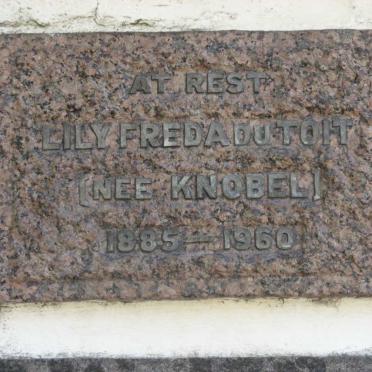 AT REST
LILY FREDA DU TOIT
(NEE KNOBEL)
1885 — 1960